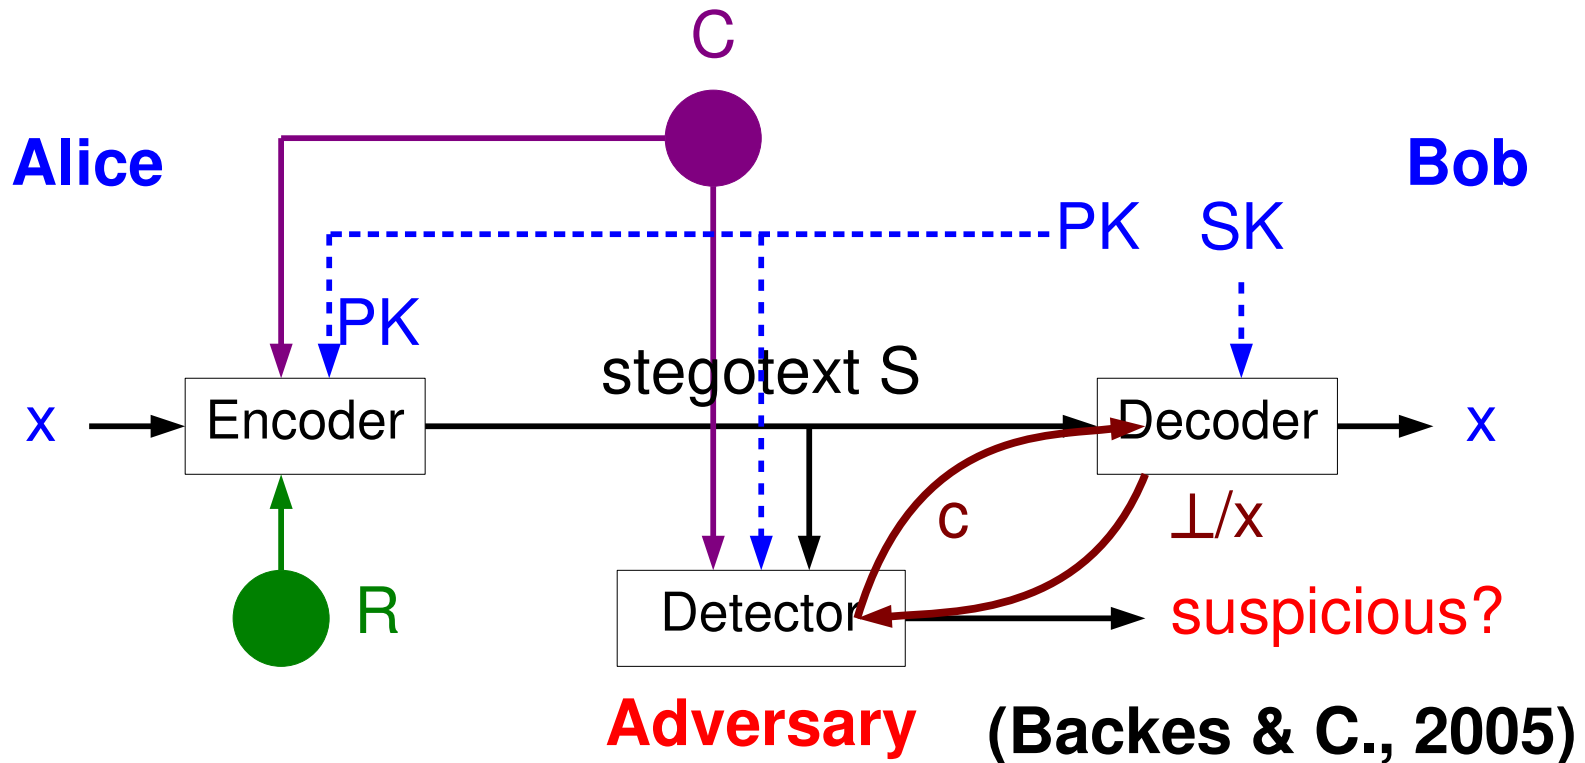 C
Alice
Bob
PK SK
PK
stegotext S
x
Encoder
Decoder
x
c
⊥/x
R
Detector
suspicious?
Adversary
(Backes & C., 2005)